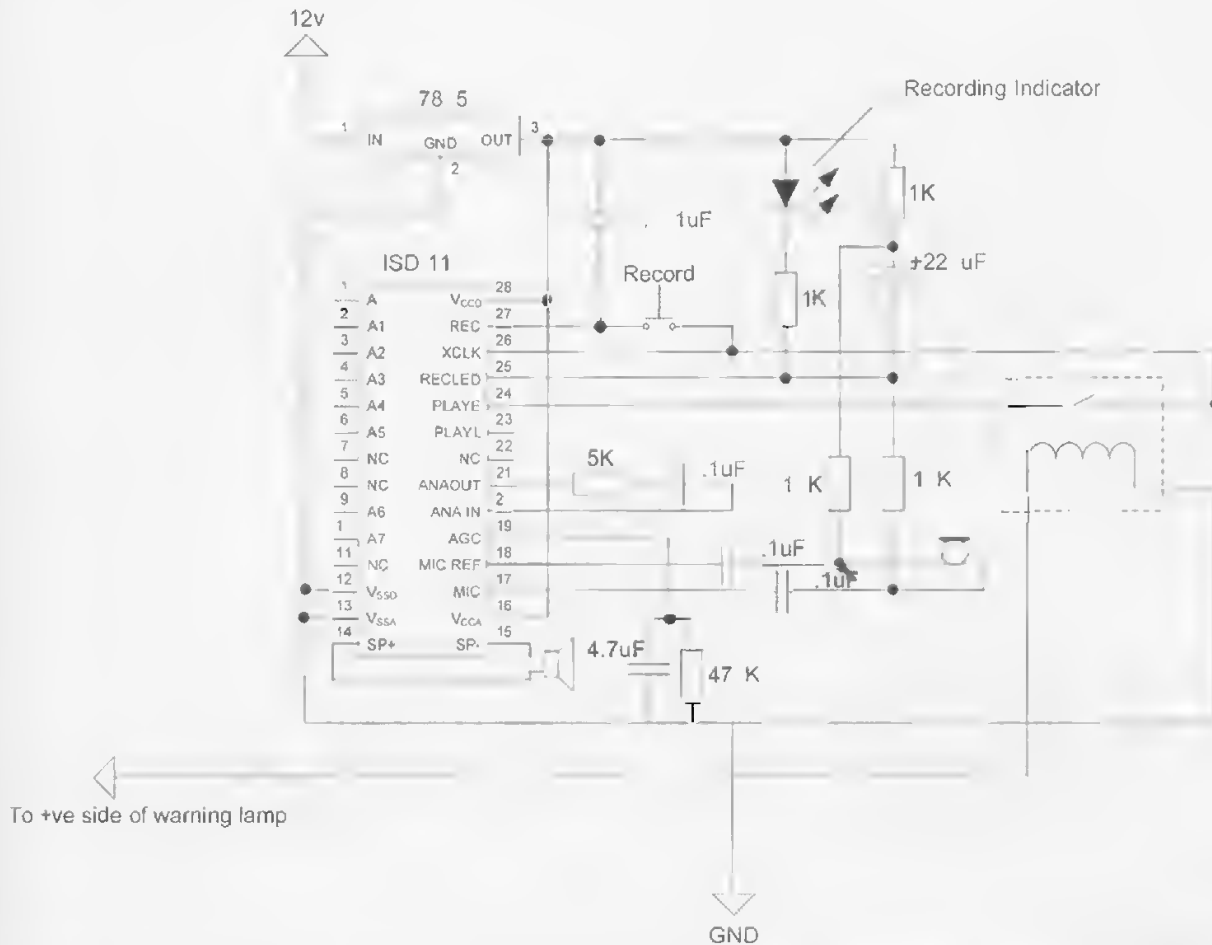 12v
Recording Indicator
78 5
1 IN GND OUT 3
2
1K
.1uF
+22 uF
ISD 11
Record
1K
1 A VCCD 28
2 A1 REC 27
3 A2 XCLK 26
4 A3 RECLED 25
5 A4 PLAYE 24
6 A5 PLAYL 23
7 NC NC 22
8 NC ANAOUT 21
9 A6 ANA IN 2
1 A7 AGC 19
11 NC MIC REF 18
12 VSSD MIC 17
13 VSSA VCCA 16
14 SP+ SP- 15
5K
.1uF
1 K
1 K
.1uF
.1uF
4.7uF
47 K
To +ve side of warning lamp
GND